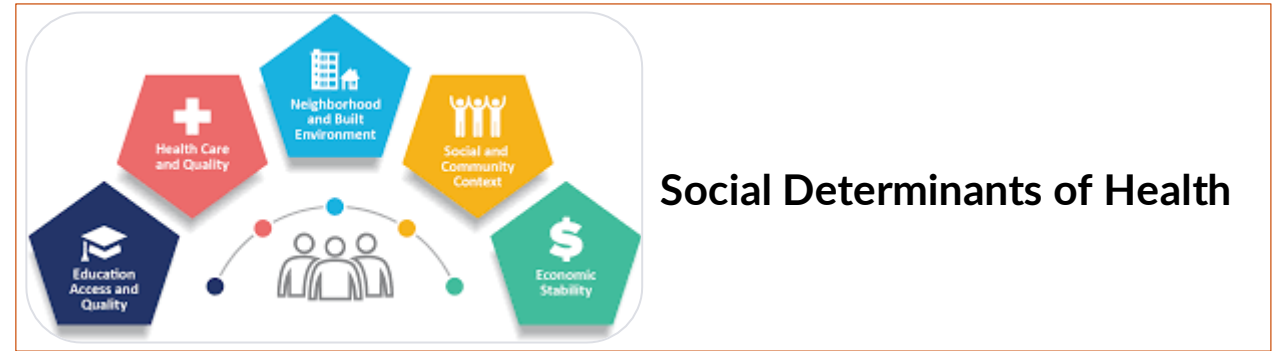 Education
Access and
Quality
Health Care
and Quality
Neighborhood
and Built
Environment
Social and
Community
Context
$
Economic
Stability
Social Determinants of Health